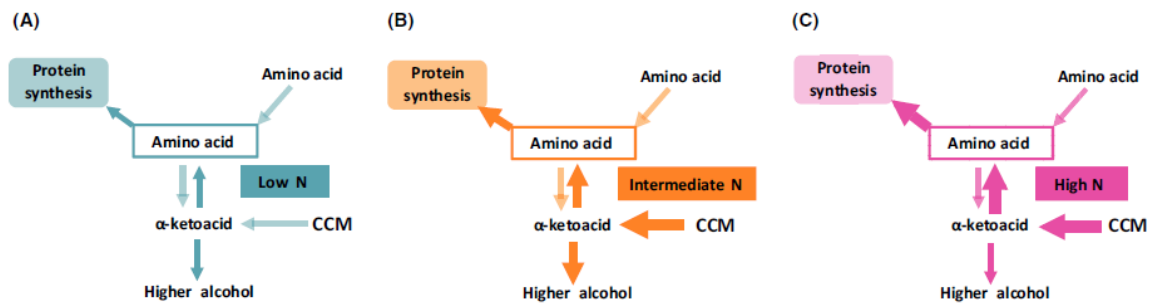 (A)
Protein
synthesis
Amino acid
Amino acid
Low N
α-ketoacid
CCM
Higher alcohol
(B)
Protein
synthesis
Amino acid
Amino acid
Intermediate N
α-ketoacid
CCM
Higher alcohol
(C)
Protein
synthesis
Amino acid
Amino acid
High N
α-ketoacid
CCM
Higher alcohol